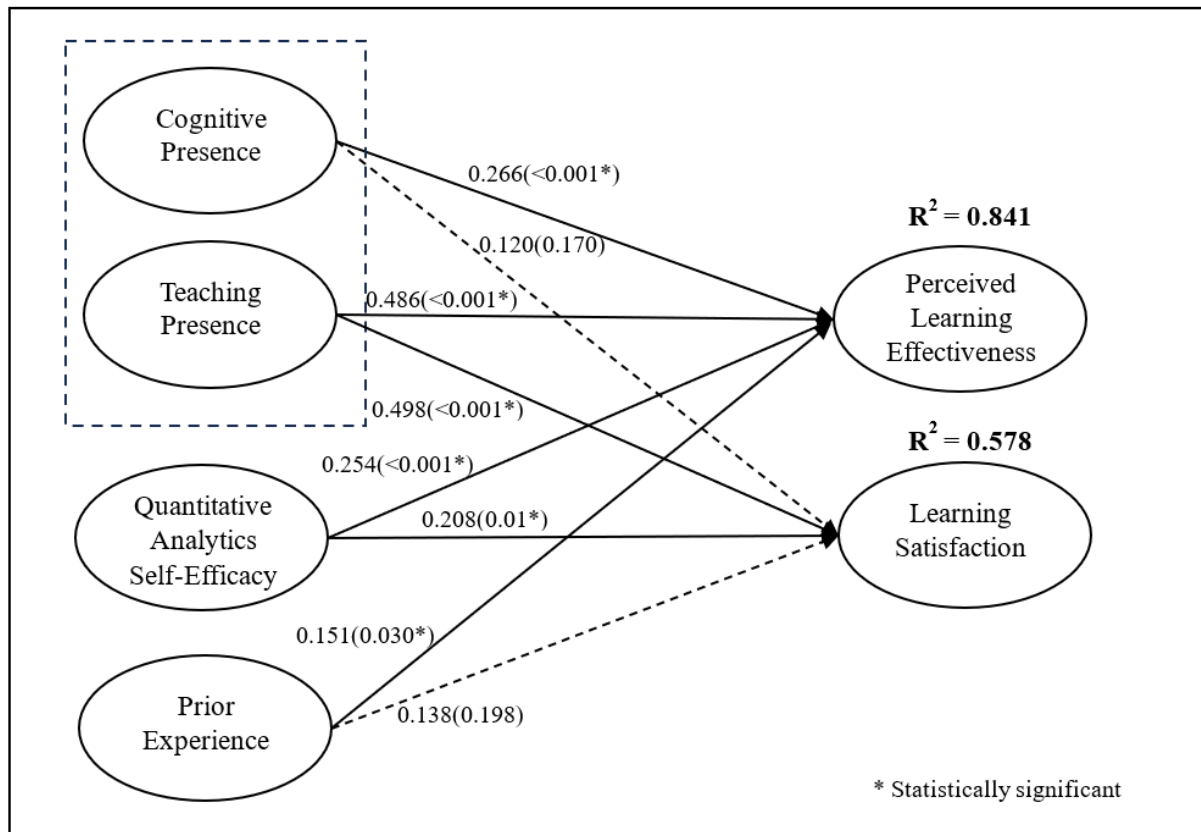 Cognitive
Presence
0.266(<0.001*)
R² = 0.841
0.120(0.170)
Teaching
Presence
0.486(<0.001*)
Perceived
Learning
Effectiveness
0.498(<0.001*)
R² = 0.578
0.254(<0.001*)
Quantitative
Analytics
Self-Efficacy
0.208(0.01*)
Learning
Satisfaction
0.151(0.030*)
Prior
Experience
0.138(0.198)
* Statistically significant